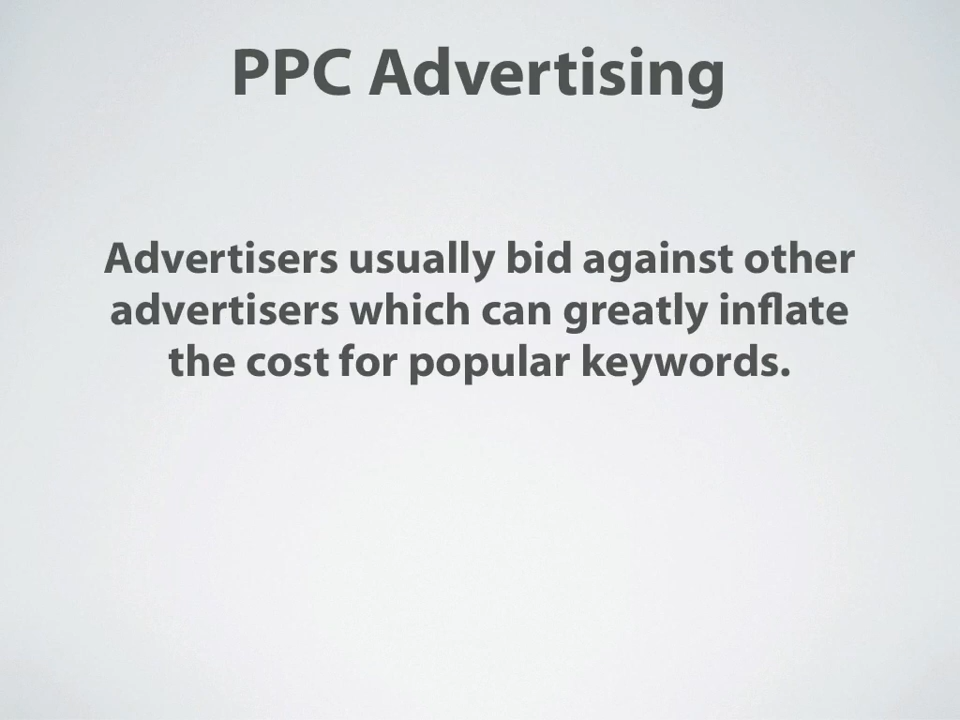 PPC Advertising
Advertisers usually bid against other
advertisers which can greatly inflate
the cost for popular keywords.